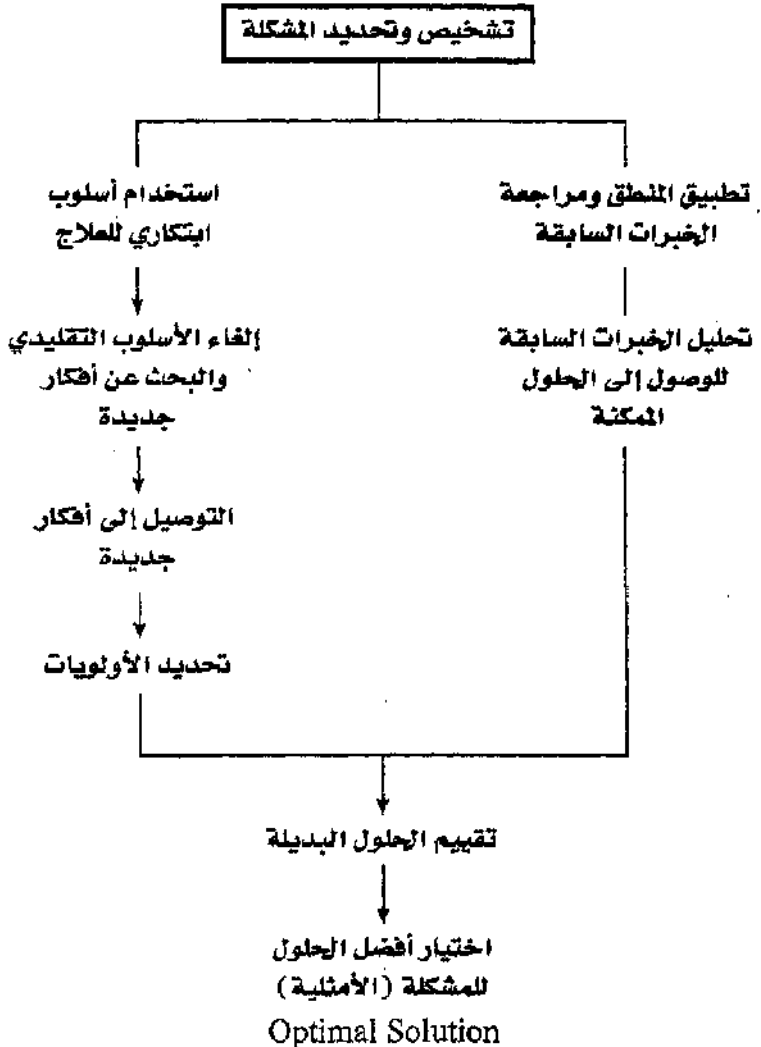 تشخيص وتحديد المشكلة
تطبيق المنطق ومراجعة
الخبرات السابقة
تحليل الخبرات السابقة
للوصول إلى الحلول
الممكنة
استخدام أسلوب
ابتكاري للعلاج
إلغاء الأسلوب التقليدي
والبحث عن أفكار
جديدة
التوصيل إلى أفكار
جديدة
تحديد الأولويات
تقييم الحلول البديلة
اختيار أفضل الحلول
للمشكلة (الأمثلية)
Optimal Solution